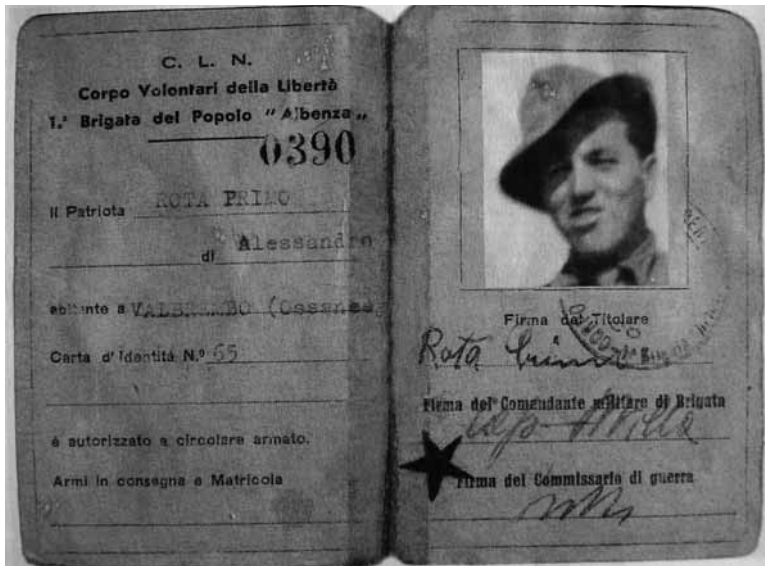 C. L. N.
Corpo Volontari della Libertà
1.ª Brigata del Popolo "Albenza"
0390
Il Patriota ROTA PRIMO
di Alessandro
abitante a VALBREMBO
Carta d'Identità N.º 65
è autorizzato a circolare armato.
Armi in consegna e Matricola
Firma del Titolare
Rota Primo
Firma del Comandante militare di Brigata
Firma del Commissario di guerra